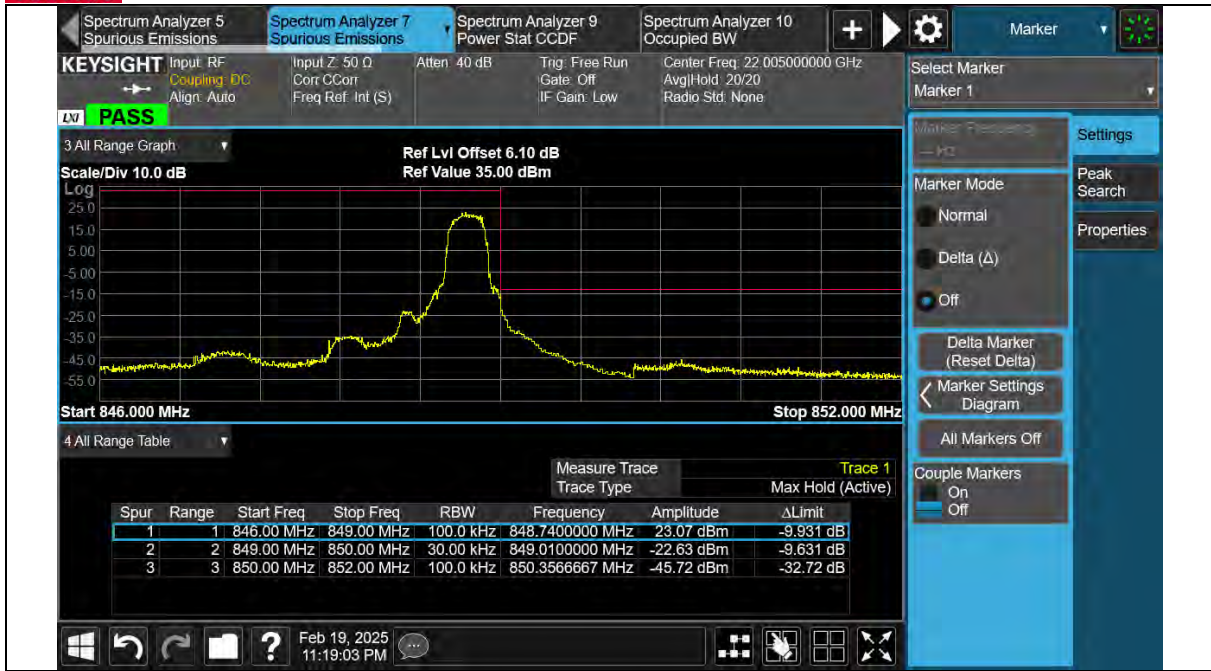 Spectrum Analyzer 5
Spurious Emissions
Spectrum Analyzer 7
Spurious Emissions
Spectrum Analyzer 9
Power Stat CCDF
Spectrum Analyzer 10
Occupied BW
+
Marker
KEYSIGHT
Input: RF
Coupling: DC
Align: Auto
Input Z: 50 Ω
Corr CCorr
Freq Ref: Int (S)
Atten: 40 dB
Trig: Free Run
Gate: Off
IF Gain: Low
Center Freq: 22.005000000 GHz
Avg|Hold: 20/20
Radio Std: None
LXI
PASS
Select Marker
Marker 1
Marker Frequency
--- Hz
Settings
Peak Search
Properties
Marker Mode
Normal
Delta (Δ)
Off
Delta Marker
(Reset Delta)
Marker Settings
Diagram
All Markers Off
Couple Markers
On
Off
3 All Range Graph
Scale/Div 10.0 dB
Ref Lvl Offset 6.10 dB
Ref Value 35.00 dBm
Log
25.0
15.0
5.00
-5.00
-15.0
-25.0
-35.0
-45.0
-55.0
Start 846.000 MHz
Stop 852.000 MHz
4 All Range Table
Measure Trace Trace 1
Trace Type Max Hold (Active)
Spur Range Start Freq Stop Freq RBW Frequency Amplitude ΔLimit
1 1 846.00 MHz 849.00 MHz 100.0 kHz 848.7400000 MHz 23.07 dBm -9.931 dB
2 2 849.00 MHz 850.00 MHz 30.00 kHz 849.0100000 MHz -22.63 dBm -9.631 dB
3 3 850.00 MHz 852.00 MHz 100.0 kHz 850.3566667 MHz -45.72 dBm -32.72 dB
?
Feb 19, 2025
11:19:03 PM